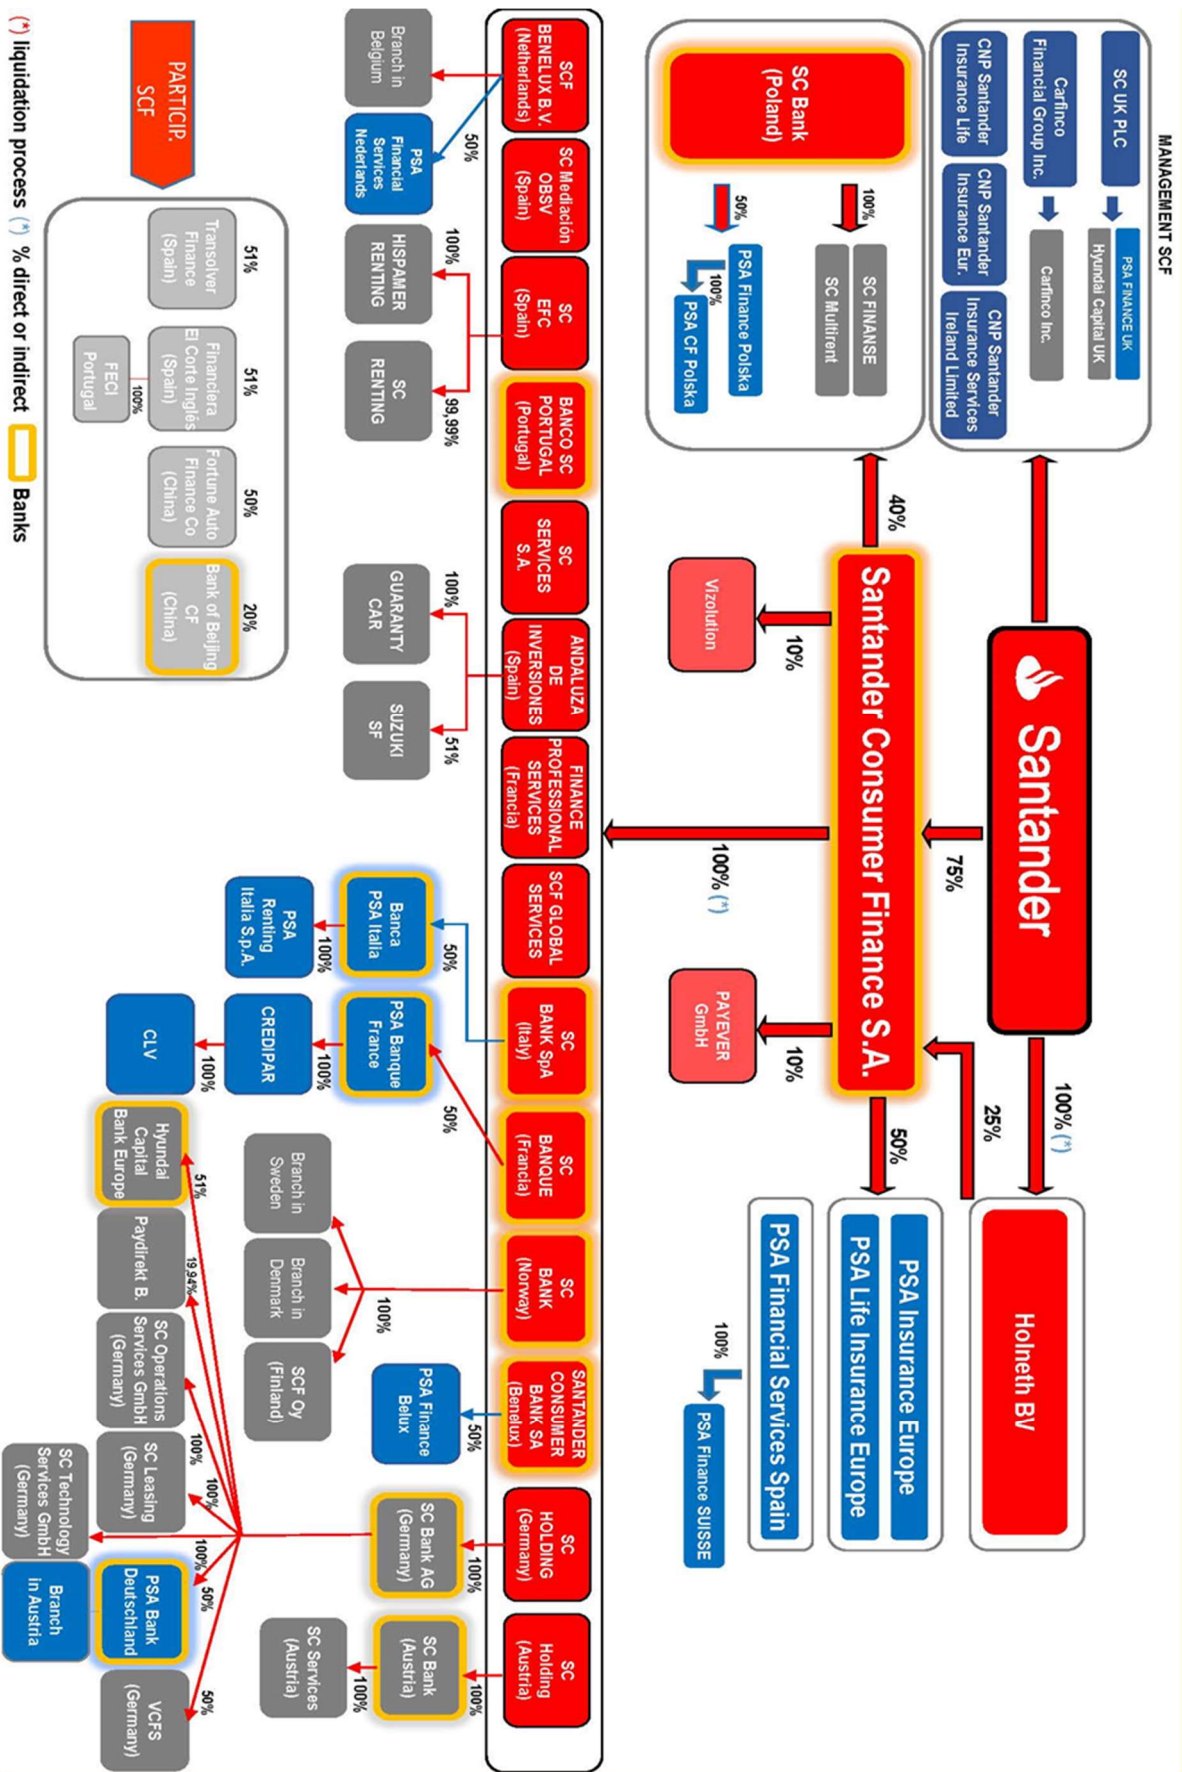 MANAGEMENT SCF
SC UK PLC
PSA FINANCE UK
Hyundai Capital UK
Carfinco
Financial Group Inc.
Carfinco Inc.
CNP Santander
Insurance Life
CNP Santander
Insurance Eur.
CNP Santander
Insurance Services
Ireland Limited
Santander
100% (*)
Holneth BV
75%
25%
SC Bank
(Poland)
100%
SC FINANSE
SC Multirent
50%
PSA Finance Polska
100%
PSA CF Polska
40%
Santander Consumer Finance S.A.
50%
PSA Insurance Europe
PSA Life Insurance Europe
PSA Financial Services Spain
100%
PSA Finance SUISSE
10%
Vizolution
10%
PAYEVER
GmbH
100% (*)
SCF
BENELUX B.V.
(Netherlands)
SC Mediación
OBSV
(Spain)
SC
EFC
(Spain)
BANCO SC
PORTUGAL
(Portugal)
SC
SERVICES
S.A.
ANDALUZA
DE
INVERSIONES
(Spain)
FINANCE
PROFESSIONAL
SERVICES
(Francia)
SCF GLOBAL
SERVICES
SC
BANK SpA
(Italy)
SC
BANQUE
(Francia)
SC
BANK
(Norway)
SANTANDER
CONSUMER
BANK SA
(Benelux)
SC
HOLDING
(Germany)
SC
Holding
(Austria)
Branch in
Belgium
50%
PSA
Financial
Services
Nederlands
100%
HISPAMER
RENTING
99,99%
SC
RENTING
100%
GUARANTY
CAR
51%
SUZUKI
SF
50%
Banca
PSA Italia
100%
PSA
Renting
Italia S.p.A.
50%
PSA Banque
France
100%
CREDIPAR
100%
CLV
100%
Branch in
Sweden
Branch in
Denmark
SCF Oy
(Finland)
50%
PSA Finance
Belux
100%
SC Bank AG
(Germany)
100%
SC Bank
(Austria)
100%
SC Services
(Austria)
51%
Hyundai
Capital
Bank Europe
19,94%
Paydirekt B.
100%
SC Operations
Services GmbH
(Germany)
100%
SC Leasing
(Germany)
100%
SC Technology
Services GmbH
(Germany)
50%
PSA Bank
Deutschland
Branch
in Austria
50%
VCFS
(Germany)
PARTICIP.
SCF
51%
Transolver
Finance
(Spain)
51%
Financiera
El Corte Inglés
(Spain)
100%
FECI
Portugal
50%
Fortune Auto
Finance Co
(China)
20%
Bank of Beijing
CF
(China)
(*) liquidation process (*) % direct or indirect Banks